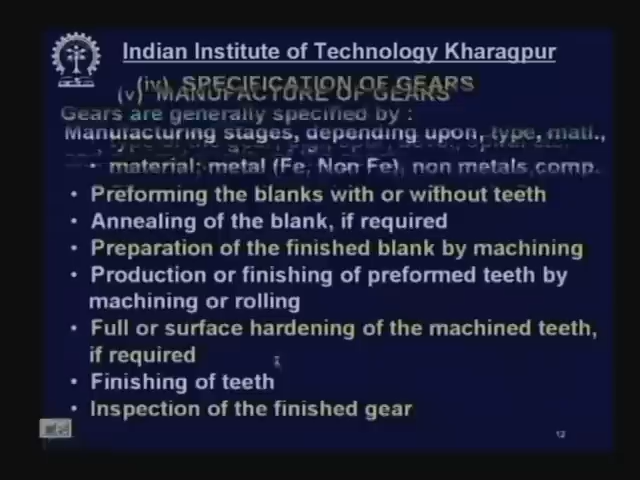 Indian Institute of Technology Kharagpur
(iv) SPECIFICATION OF GEARS
(v) MANUFACTURE OF GEARS
Gears are generally specified by :
Manufacturing stages, depending upon, type, matl.,
• material; metal (Fe, Non Fe), non metals,comp.
• Preforming the blanks with or without teeth
• Annealing of the blank, if required
• Preparation of the finished blank by machining
• Production or finishing of preformed teeth by
machining or rolling
• Full or surface hardening of the machined teeth,
if required
• Finishing of teeth
• Inspection of the finished gear
12